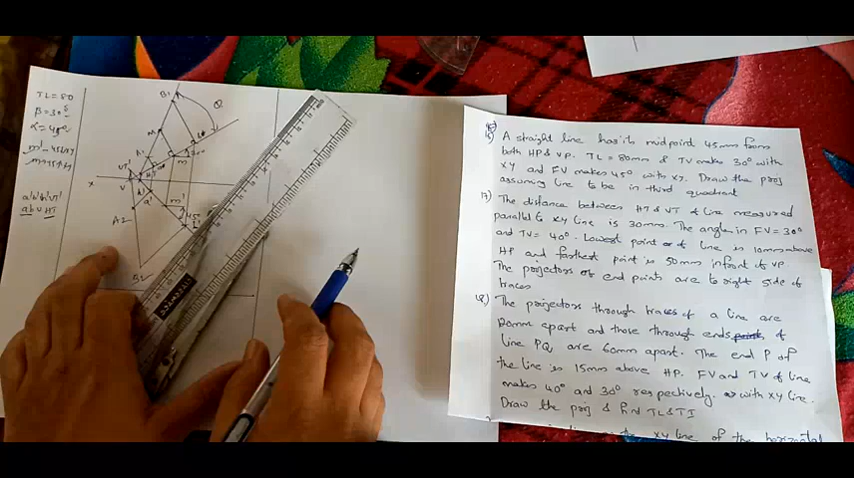 TL = 80
β = 30°
α = 45°
A straight line has its midpoint 45mm from
both HP & VP. TL = 80mm & TV makes 30° with
XY and FV makes 45° with XY. Draw the proj
assuming line to be in third quadrant
17) The distance between HT & VT of line measured
parallel to XY line is 30mm. The angle in FV = 30°
and TV = 40°. Lowest point of line is 10mm above
HP and farthest point is 50mm infront of VP
The projectors of end points are to right side of
traces
18) The projectors through traces of a line are
apart and those through ends of
line PQ are 60mm apart. The end P of
the line is 15mm above HP. FV and TV of line
makes 40° and 30° respectively. with XY line.
Draw the proj & find TL & TI
the XY line of the horizontal